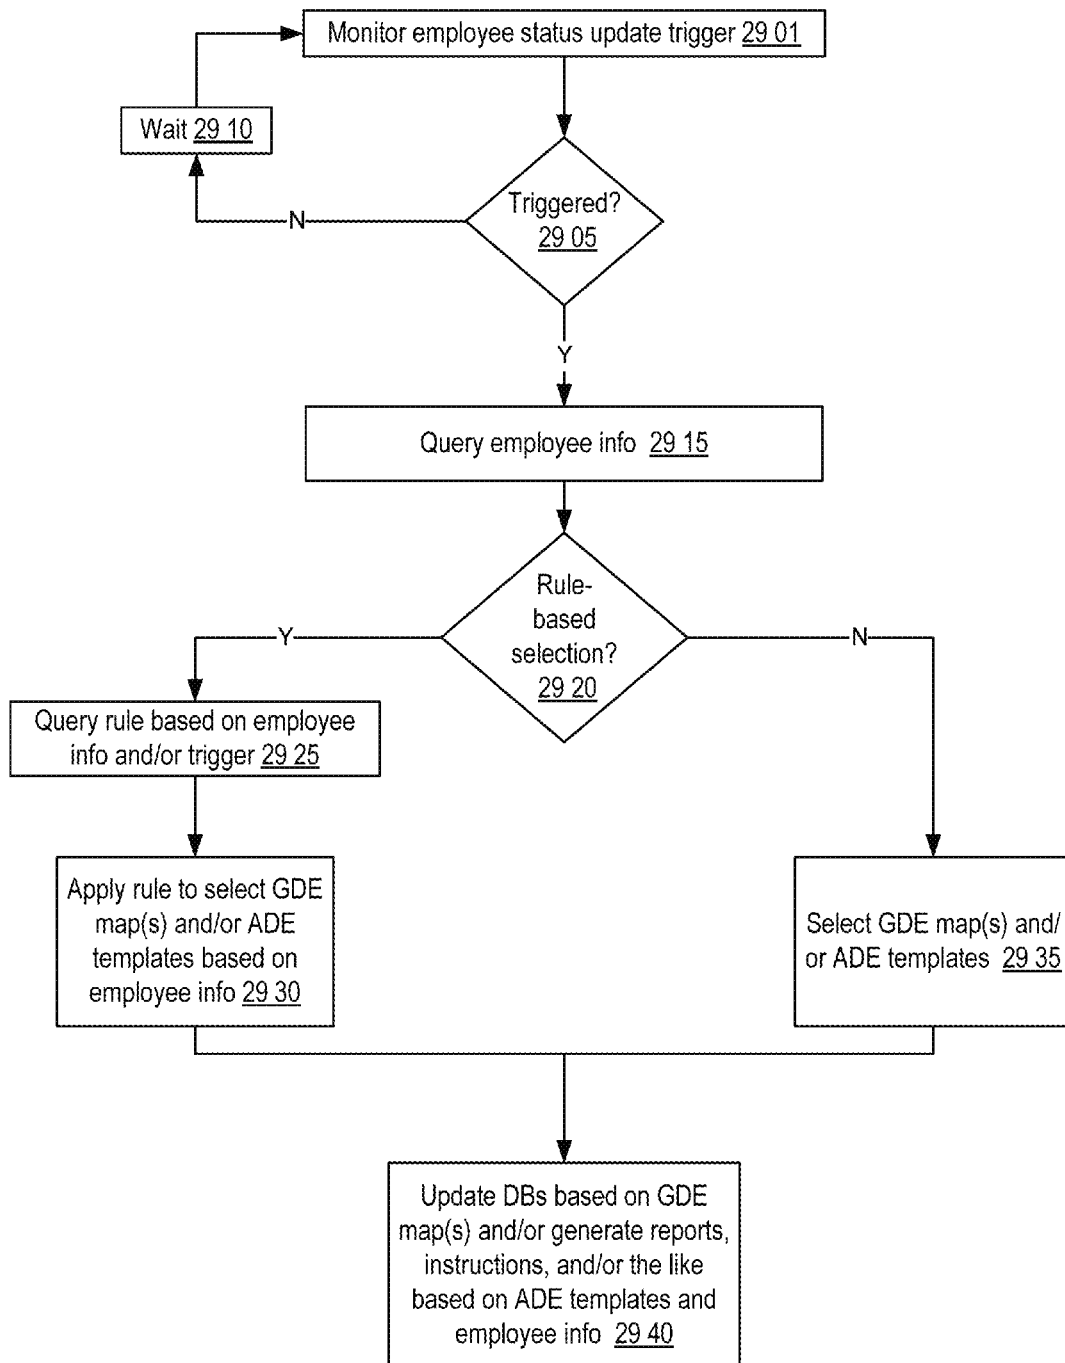 Monitor employee status update trigger 29 01
Wait 29 10
Triggered?
29 05
N
Y
Query employee info 29 15
Rule-
based
selection?
29 20
Y
N
Query rule based on employee
info and/or trigger 29 25
Apply rule to select GDE
map(s) and/or ADE
templates based on
employee info 29 30
Select GDE map(s) and/
or ADE templates 29 35
Update DBs based on GDE
map(s) and/or generate reports,
instructions, and/or the like
based on ADE templates and
employee info 29 40